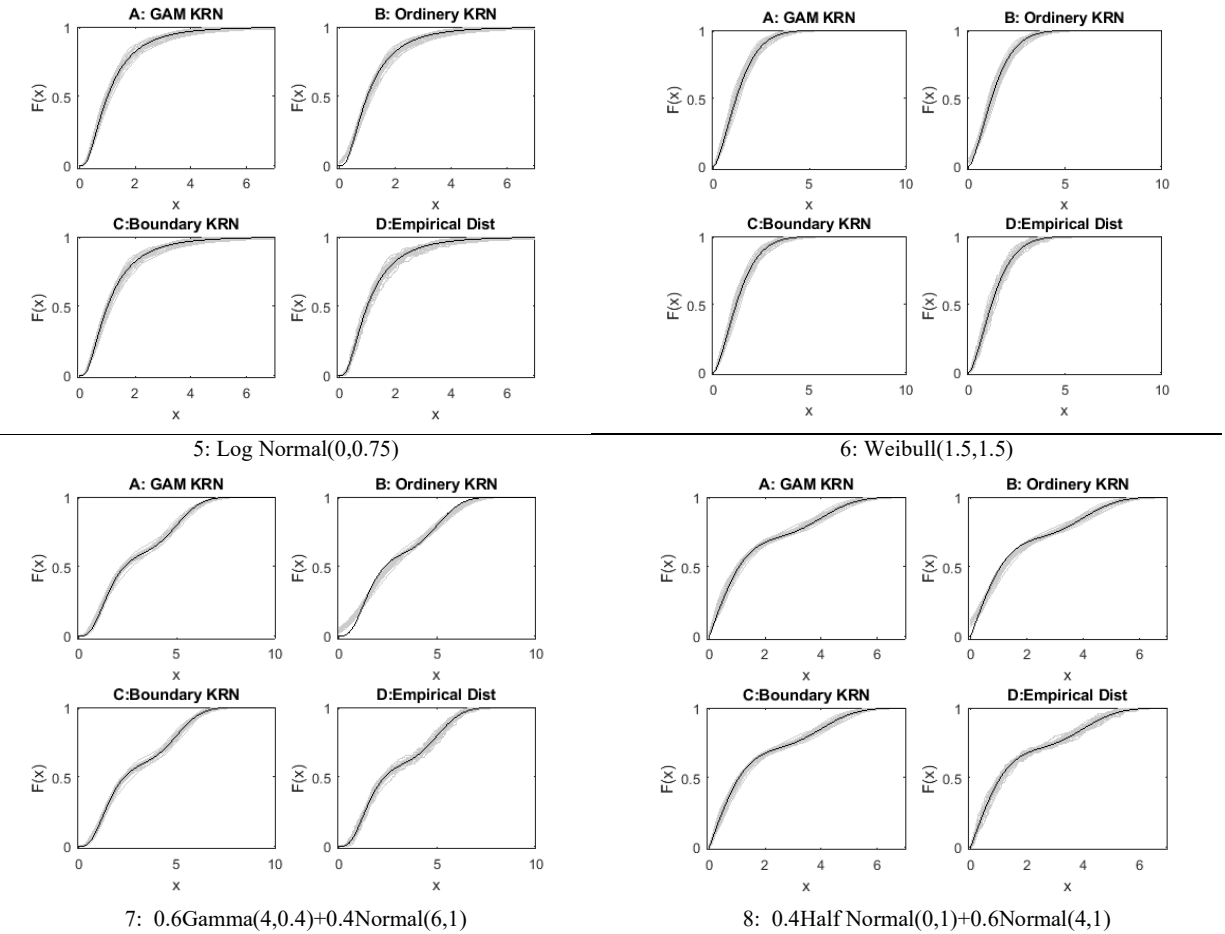 A: GAM KRN
F(x)
1
0.5
0
0 2 4 6
x
B: Ordinery KRN
F(x)
1
0.5
0
0 2 4 6
x
C:Boundary KRN
F(x)
1
0.5
0
0 2 4 6
x
D:Empirical Dist
F(x)
1
0.5
0
0 2 4 6
x
5: Log Normal(0,0.75)
A: GAM KRN
F(x)
1
0.5
0
0 5 10
x
B: Ordinery KRN
F(x)
1
0.5
0
0 5 10
x
C:Boundary KRN
F(x)
1
0.5
0
0 5 10
x
D:Empirical Dist
F(x)
1
0.5
0
0 5 10
x
6: Weibull(1.5,1.5)
A: GAM KRN
F(x)
1
0.5
0
0 5 10
x
B: Ordinery KRN
F(x)
1
0.5
0
0 5 10
x
C:Boundary KRN
F(x)
1
0.5
0
0 5 10
x
D:Empirical Dist
F(x)
1
0.5
0
0 5 10
x
7: 0.6Gamma(4,0.4)+0.4Normal(6,1)
A: GAM KRN
F(x)
1
0.5
0
0 2 4 6
x
B: Ordinery KRN
F(x)
1
0.5
0
0 2 4 6
x
C:Boundary KRN
F(x)
1
0.5
0
0 2 4 6
x
D:Empirical Dist
F(x)
1
0.5
0
0 2 4 6
x
8: 0.4Half Normal(0,1)+0.6Normal(4,1)